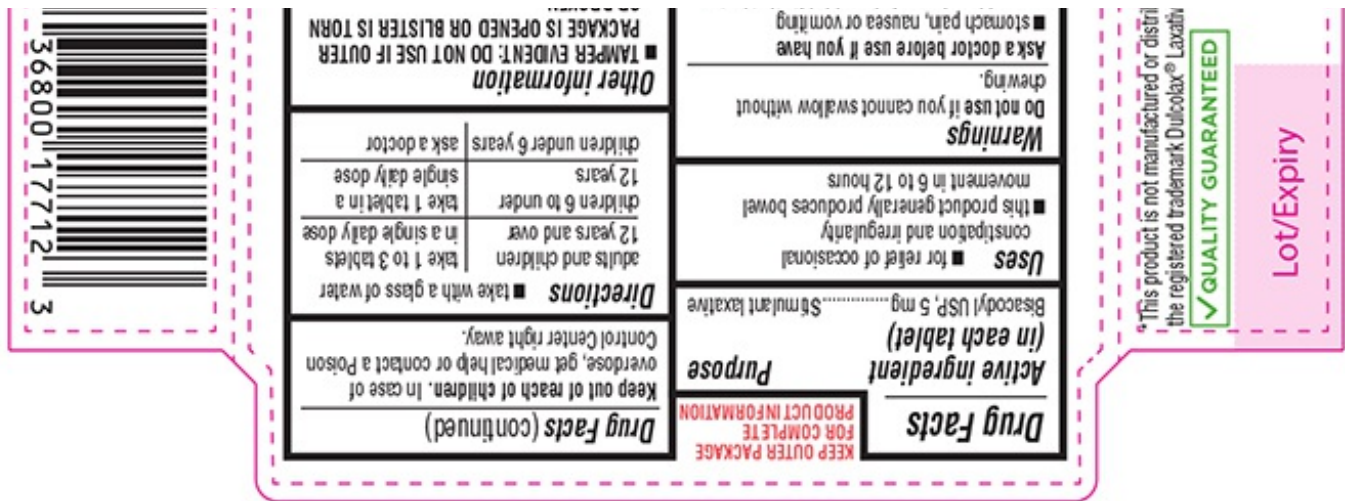 KEEP OUTER PACKAGE
FOR COMPLETE
PRODUCT INFORMATION
Drug Facts
Active ingredient
(in each tablet) Purpose
Bisacodyl USP, 5 mg..............Stimulant laxative
Uses ■ for relief of occasional
constipation and irregularity
■ this product generally produces bowel
movement in 6 to 12 hours
Warnings
Do not use if you cannot swallow without
chewing.
Ask a doctor before use if you have
■ stomach pain, nausea or vomiting
Drug Facts (continued)
Keep out of reach of children. In case of
overdose, get medical help or contact a Poison
Control Center right away.
Directions ■ take with a glass of water
adults and children
12 years and over
take 1 to 3 tablets
in a single daily dose
children 6 to under
12 years
take 1 tablet in a
single daily dose
children under 6 years
ask a doctor
Other information
■ TAMPER EVIDENT: DO NOT USE IF OUTER
PACKAGE IS OPENED OR BLISTER IS TORN
OR BROKEN
*This product is not manufactured or distri
the registered trademark Dulcolax® Laxativ
✓QUALITY GUARANTEED
Lot/Expiry
36800 17712 3